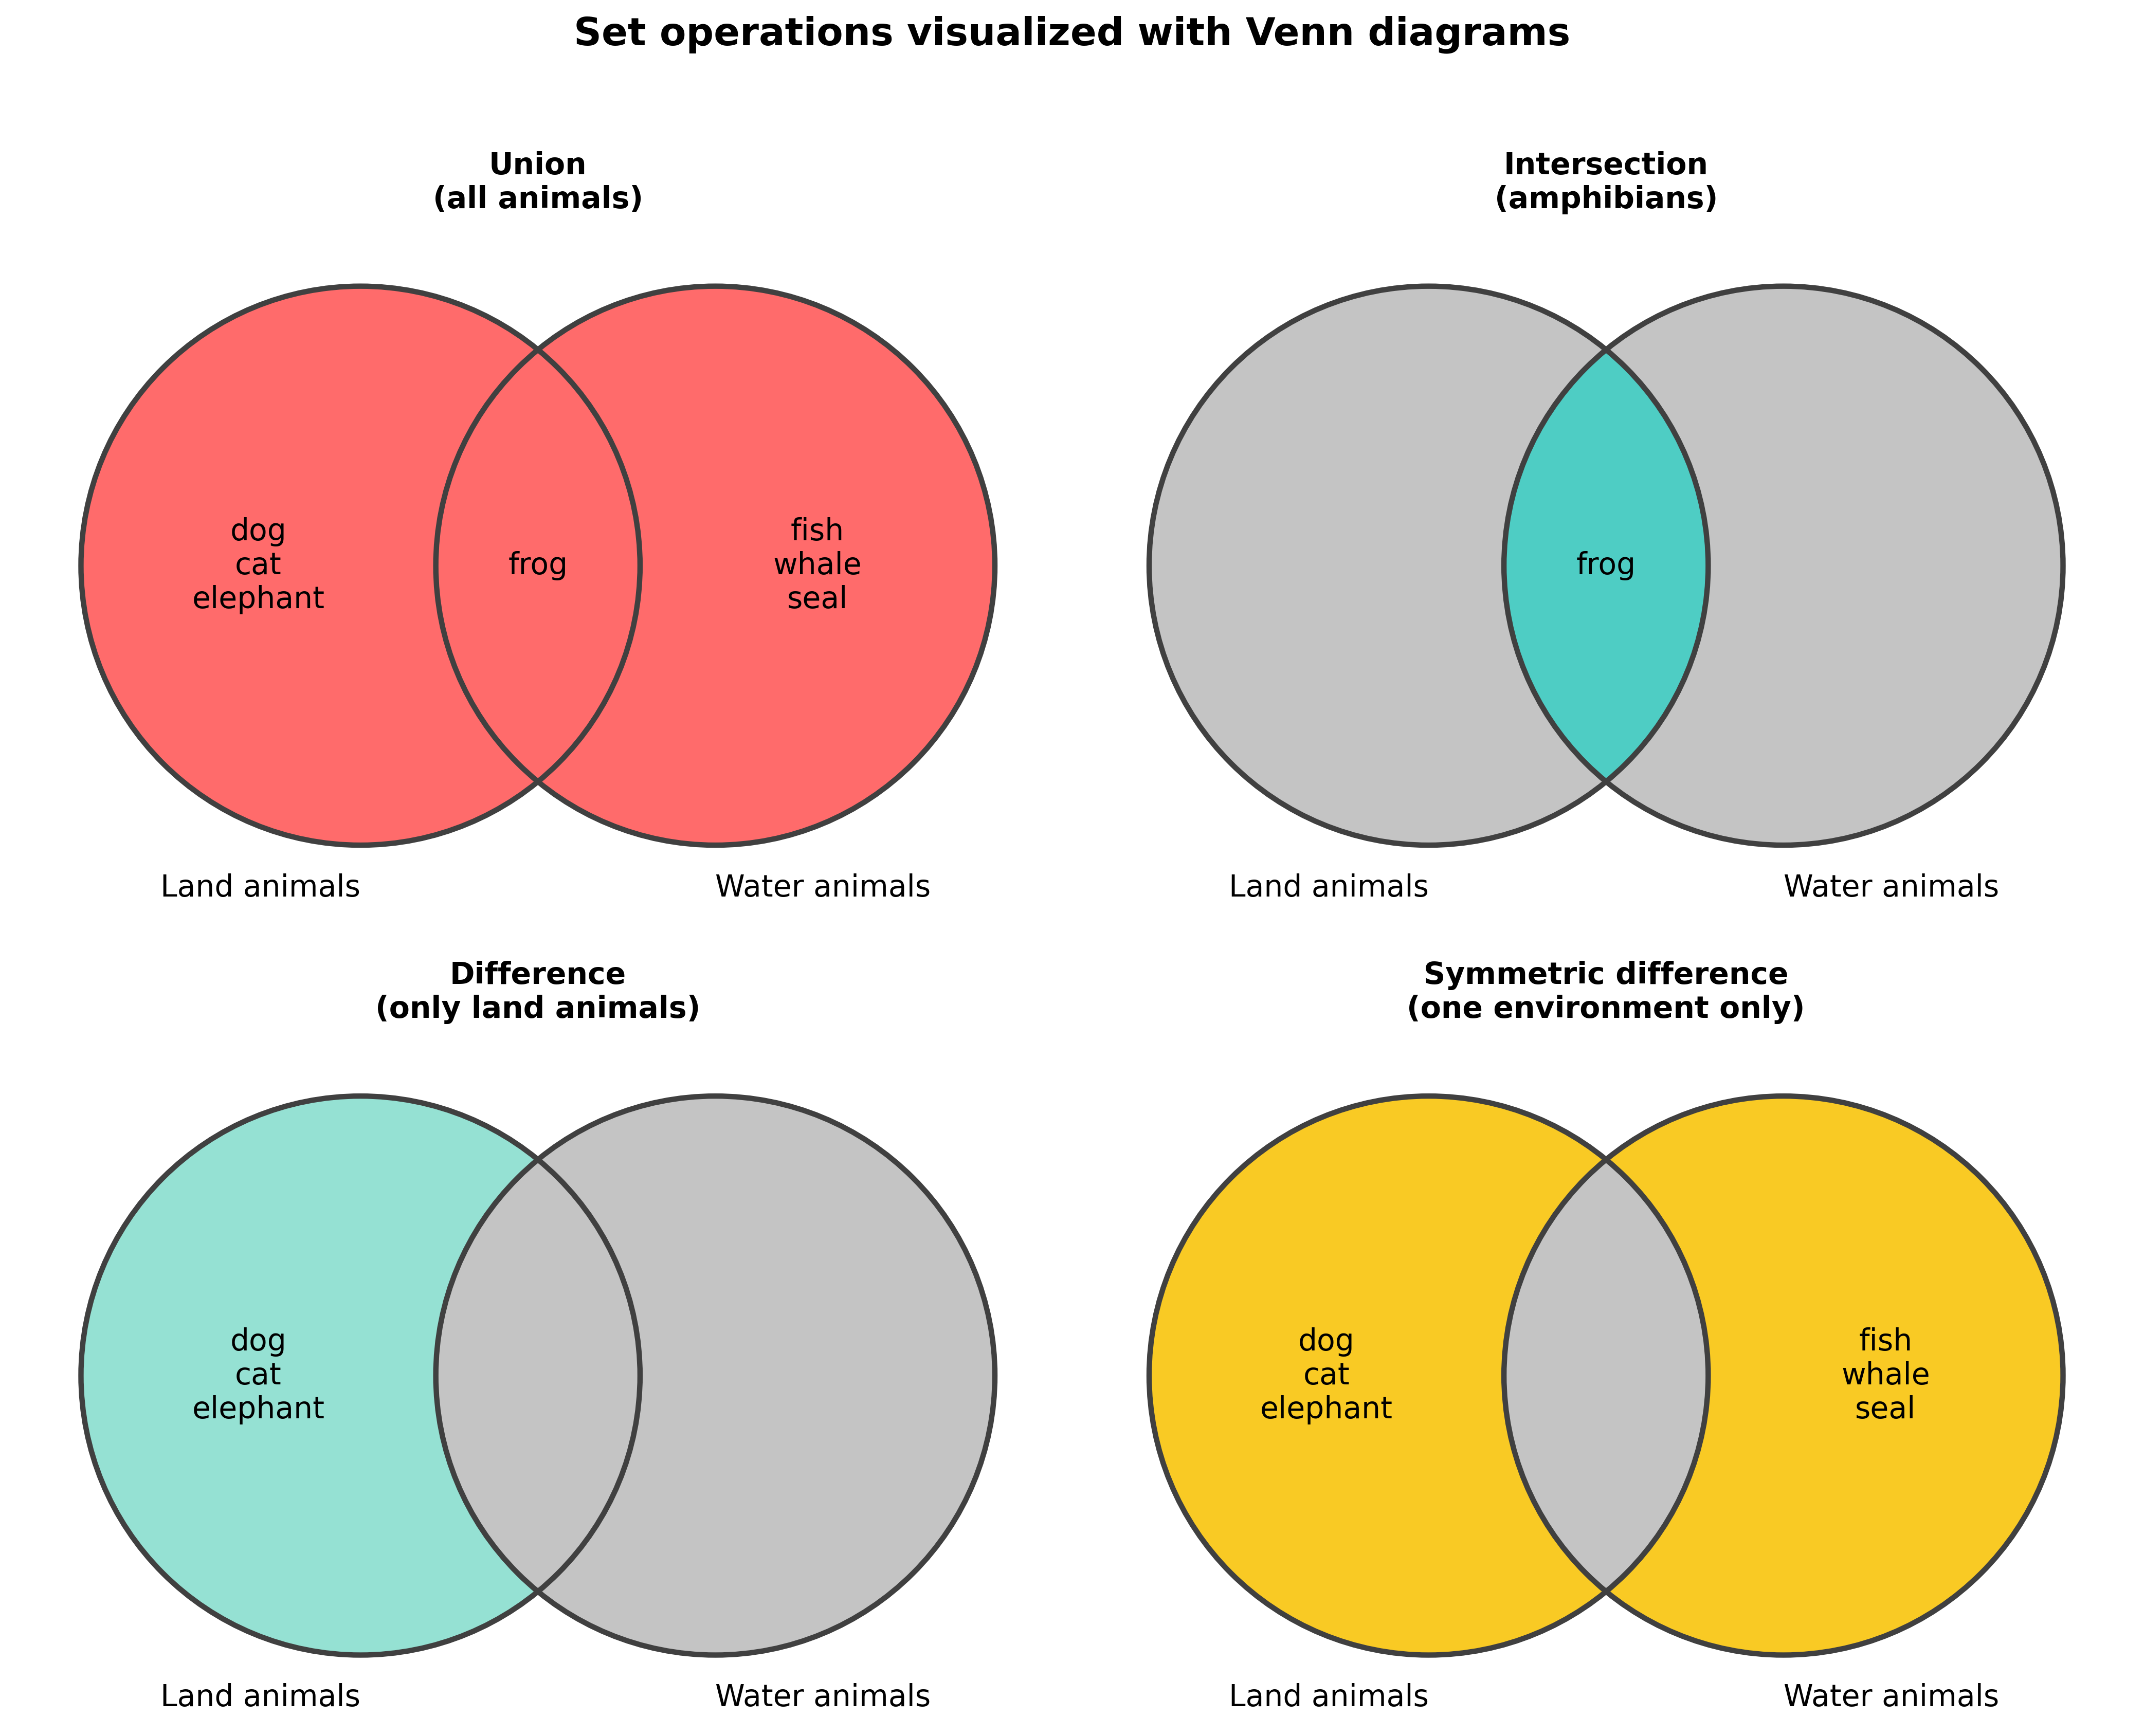 Set operations visualized with Venn diagrams
Union
(all animals)
dog
cat
elephant
frog
fish
whale
seal
Land animals
Water animals
Intersection
(amphibians)
frog
Land animals
Water animals
Difference
(only land animals)
dog
cat
elephant
Land animals
Water animals
Symmetric difference
(one environment only)
dog
cat
elephant
fish
whale
seal
Land animals
Water animals